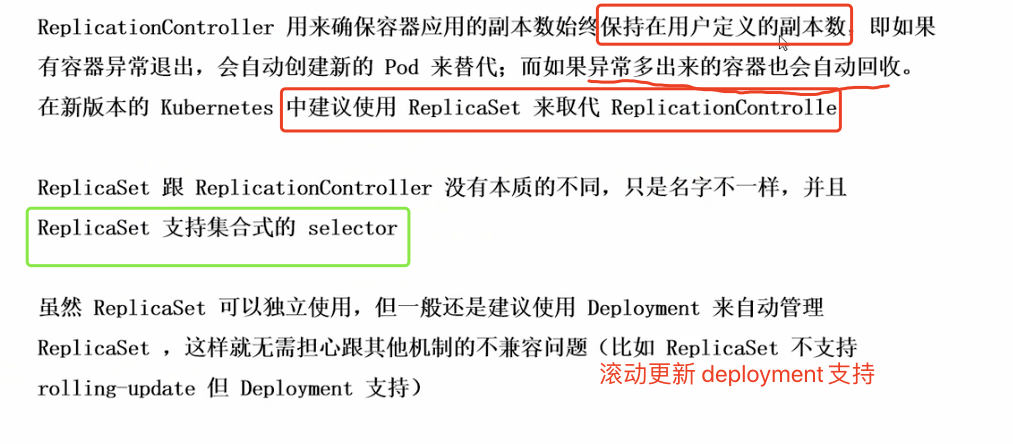 ReplicationController 用来确保容器应用的副本数始终保持在用户定义的副本数，即如果
有容器异常退出，会自动创建新的 Pod 来替代；而如果异常多出来的容器也会自动回收。
在新版本的 Kubernetes 中建议使用 ReplicaSet 来取代 ReplicationControlle
ReplicaSet 跟 ReplicationController 没有本质的不同，只是名字不一样，并且
ReplicaSet 支持集合式的 selector
虽然 ReplicaSet 可以独立使用，但一般还是建议使用 Deployment 来自动管理
ReplicaSet ，这样就无需担心跟其他机制的不兼容问题（比如 ReplicaSet 不支持
rolling-update 但 Deployment 支持）
滚动更新 deployment 支持